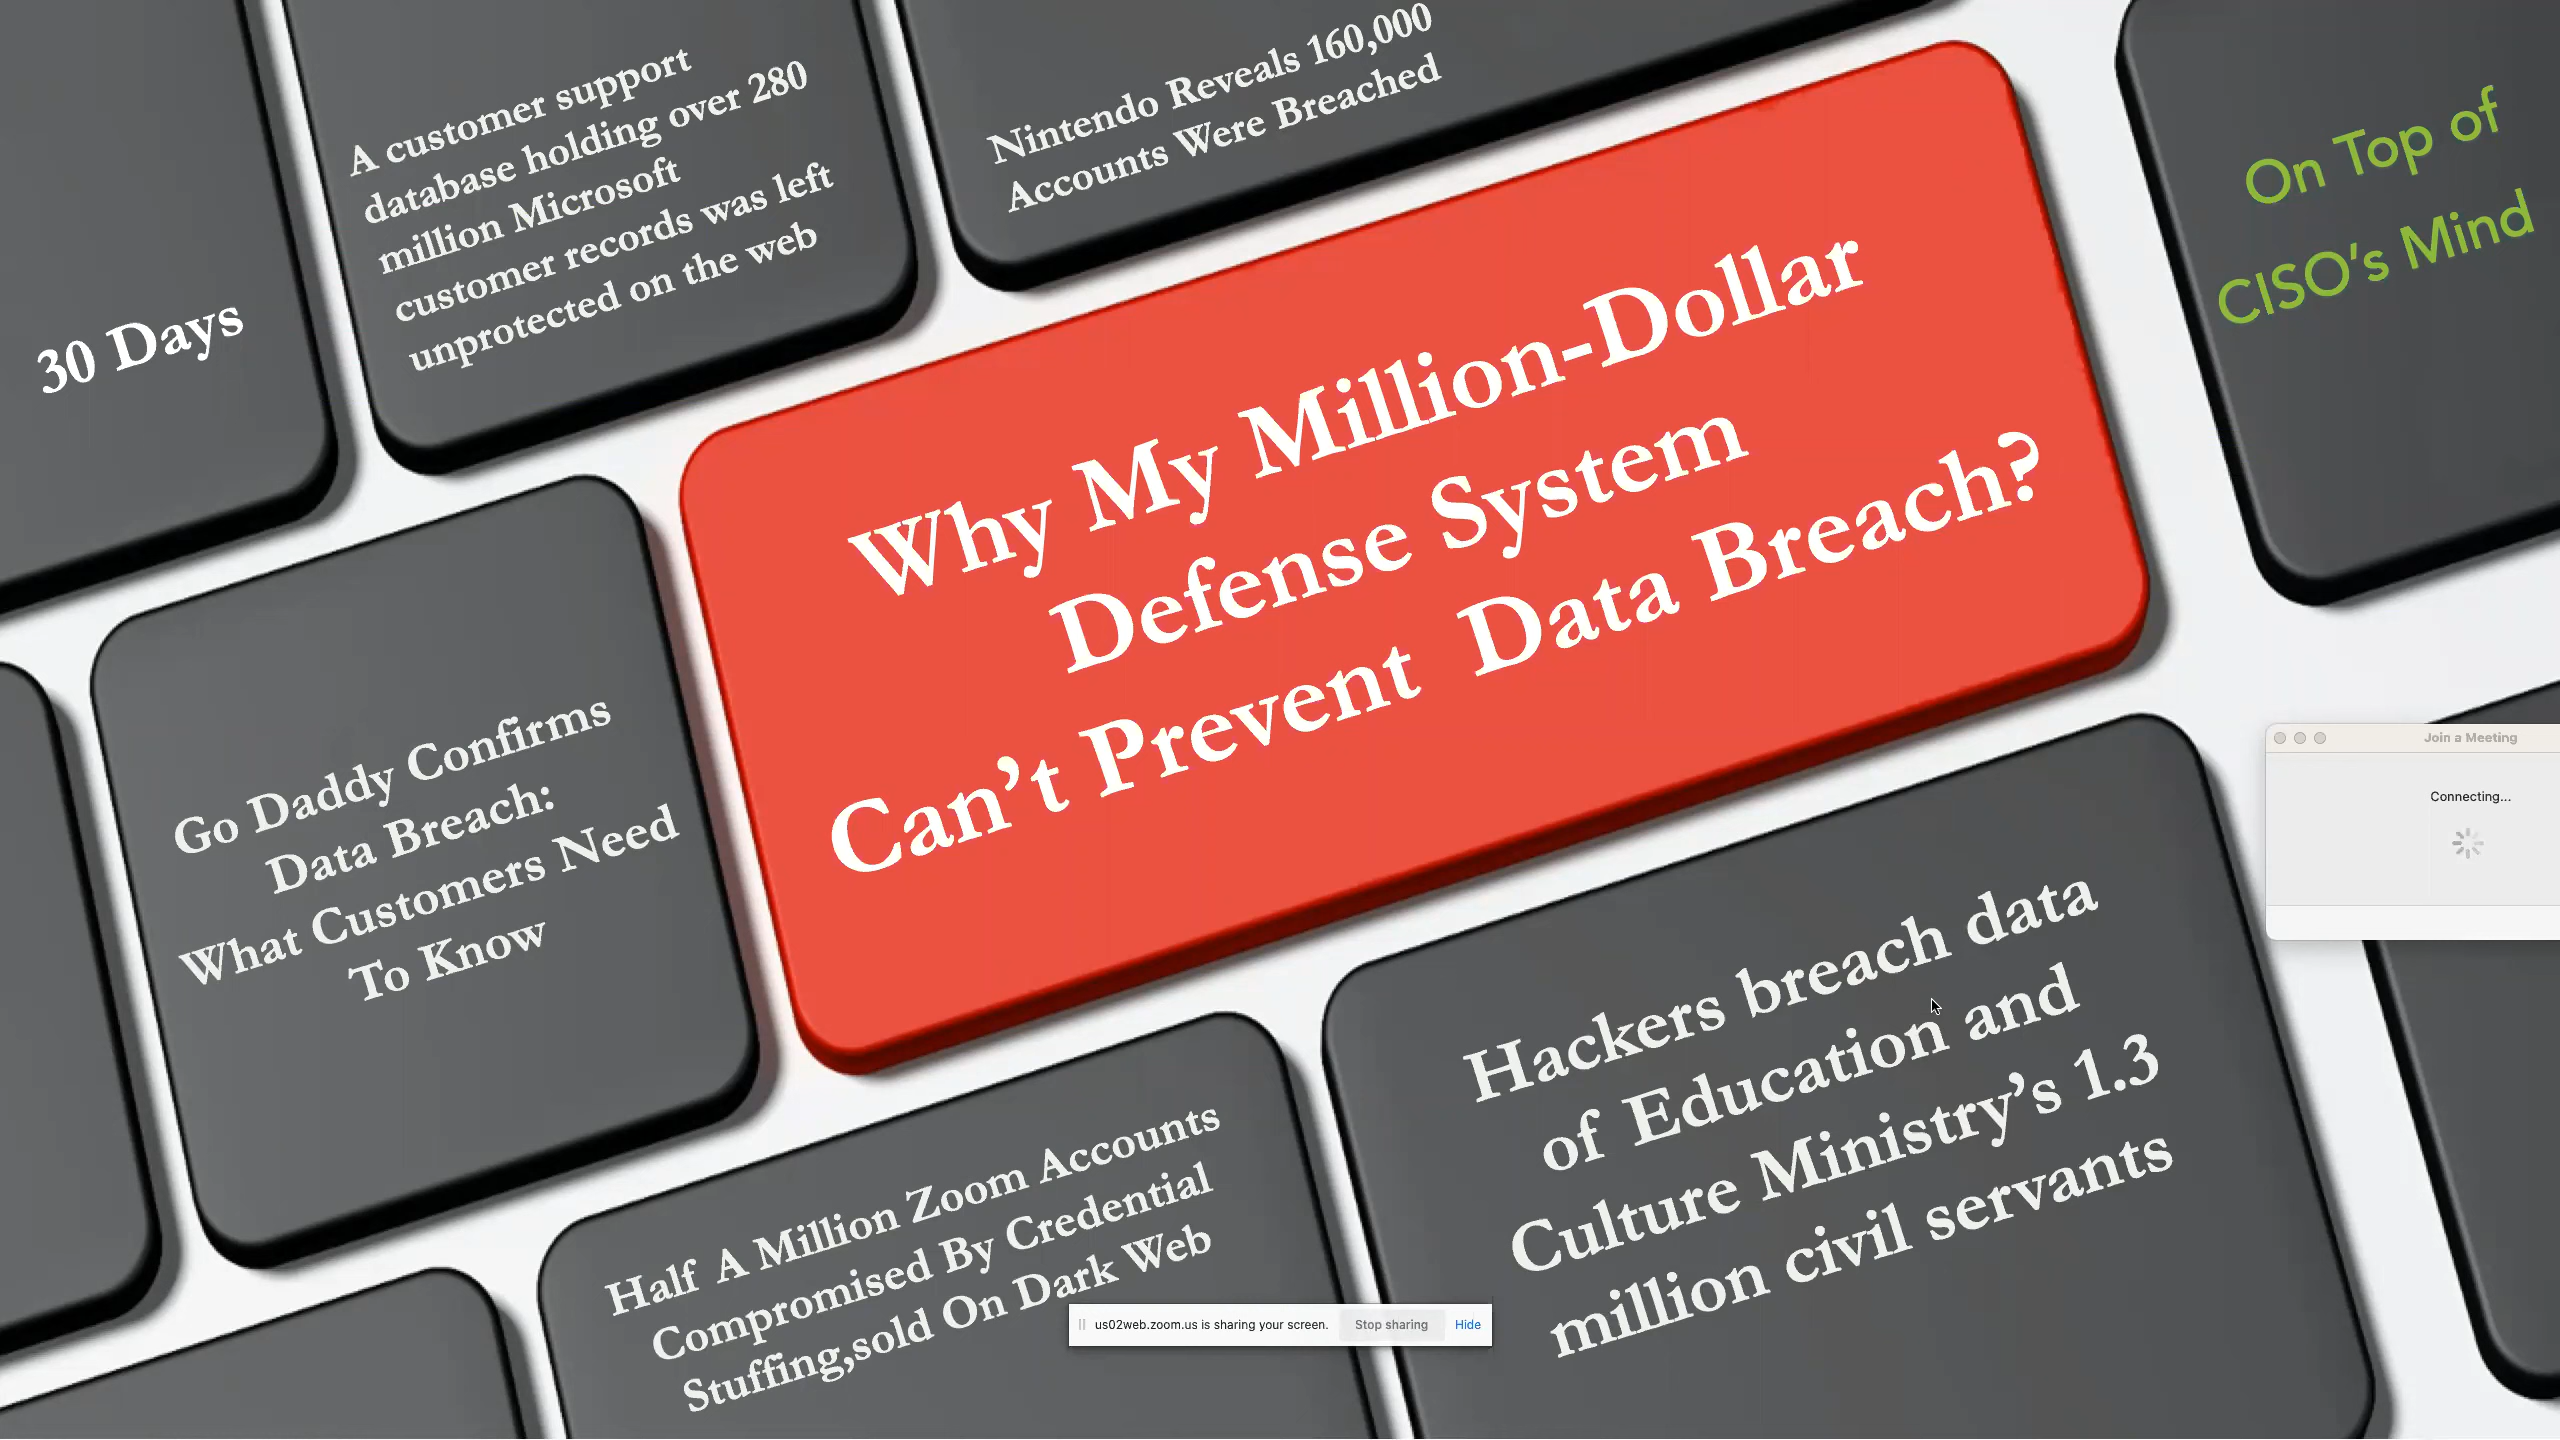 A customer support
database holding over 280
million Microsoft
customer records was left
unprotected on the web
Nintendo Reveals 160,000
Accounts Were Breached
On Top of
CISO's Mind
30 Days
Why My Million-Dollar
Defense System
Can't Prevent Data Breach?
Go Daddy Confirms
Data Breach:
What Customers Need
To Know
Join a Meeting
Connecting...
Hackers breach data
of Education and
Culture Ministry's 1.3
million civil servants
Half A Million Zoom Accounts
Compromised By Credential
Stuffing,sold On Dark Web
us02web.zoom.us is sharing your screen. Stop sharing Hide